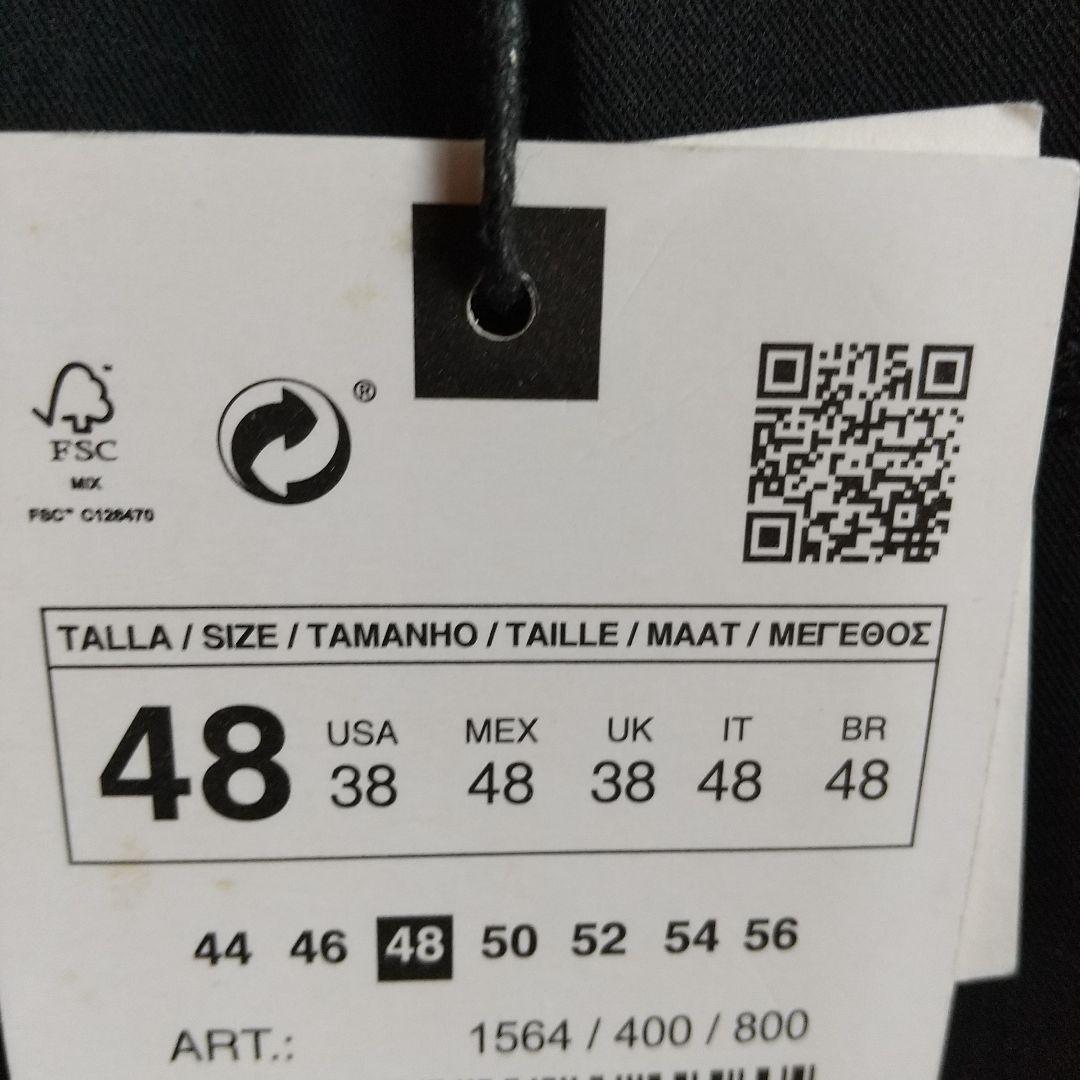 ®
FSC
MIX
FSC™ C128470
TALLA / SIZE / TAMANHO / TAILLE / MAAT / ΜΕΓΕΘΟΣ
48
USA MEX UK IT BR
38 48 38 48 48
44 46 48 50 52 54 56
ART.: 1564 / 400 / 800